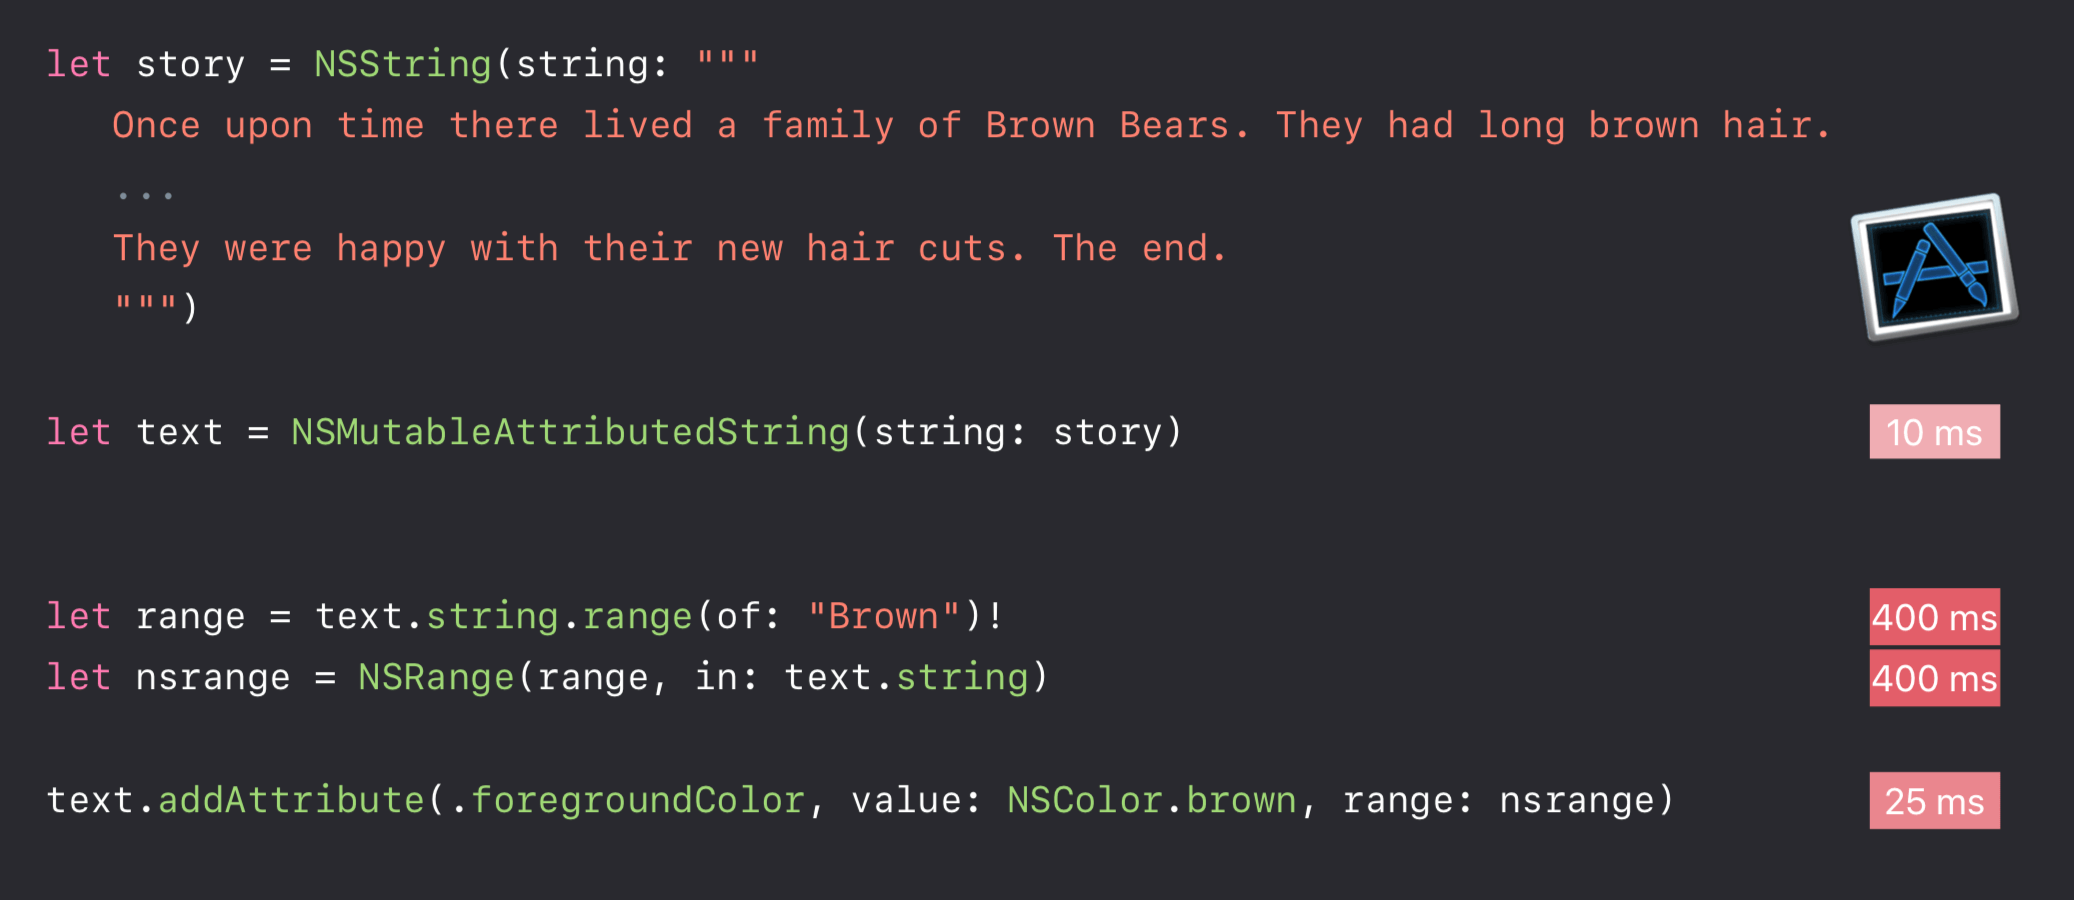 let story = NSString(string: """
Once upon time there lived a family of Brown Bears. They had long brown hair.
...
They were happy with their new hair cuts. The end.
""")
let text = NSMutableAttributedString(string: story)
10 ms
let range = text.string.range(of: "Brown")!
400 ms
let nsrange = NSRange(range, in: text.string)
400 ms
text.addAttribute(.foregroundColor, value: NSColor.brown, range: nsrange)
25 ms